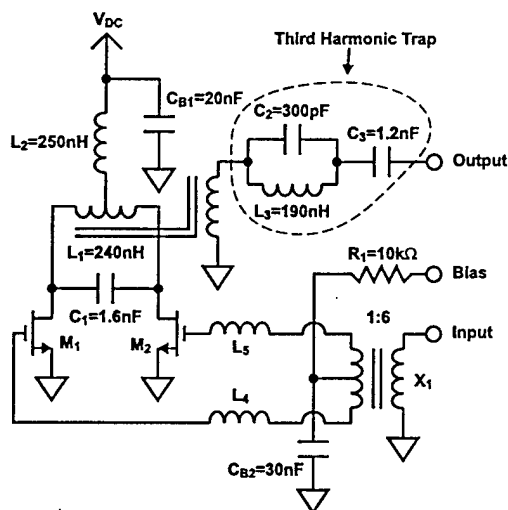 V_DC
Third Harmonic Trap
C_B1=20nF
C_2=300pF
C_3=1.2nF
L_2=250nH
Output
L_3=190nH
L_1=240nH
R_1=10kΩ
Bias
C_1=1.6nF
1:6
Input
M_1
M_2
L_5
X_1
L_4
C_B2=30nF